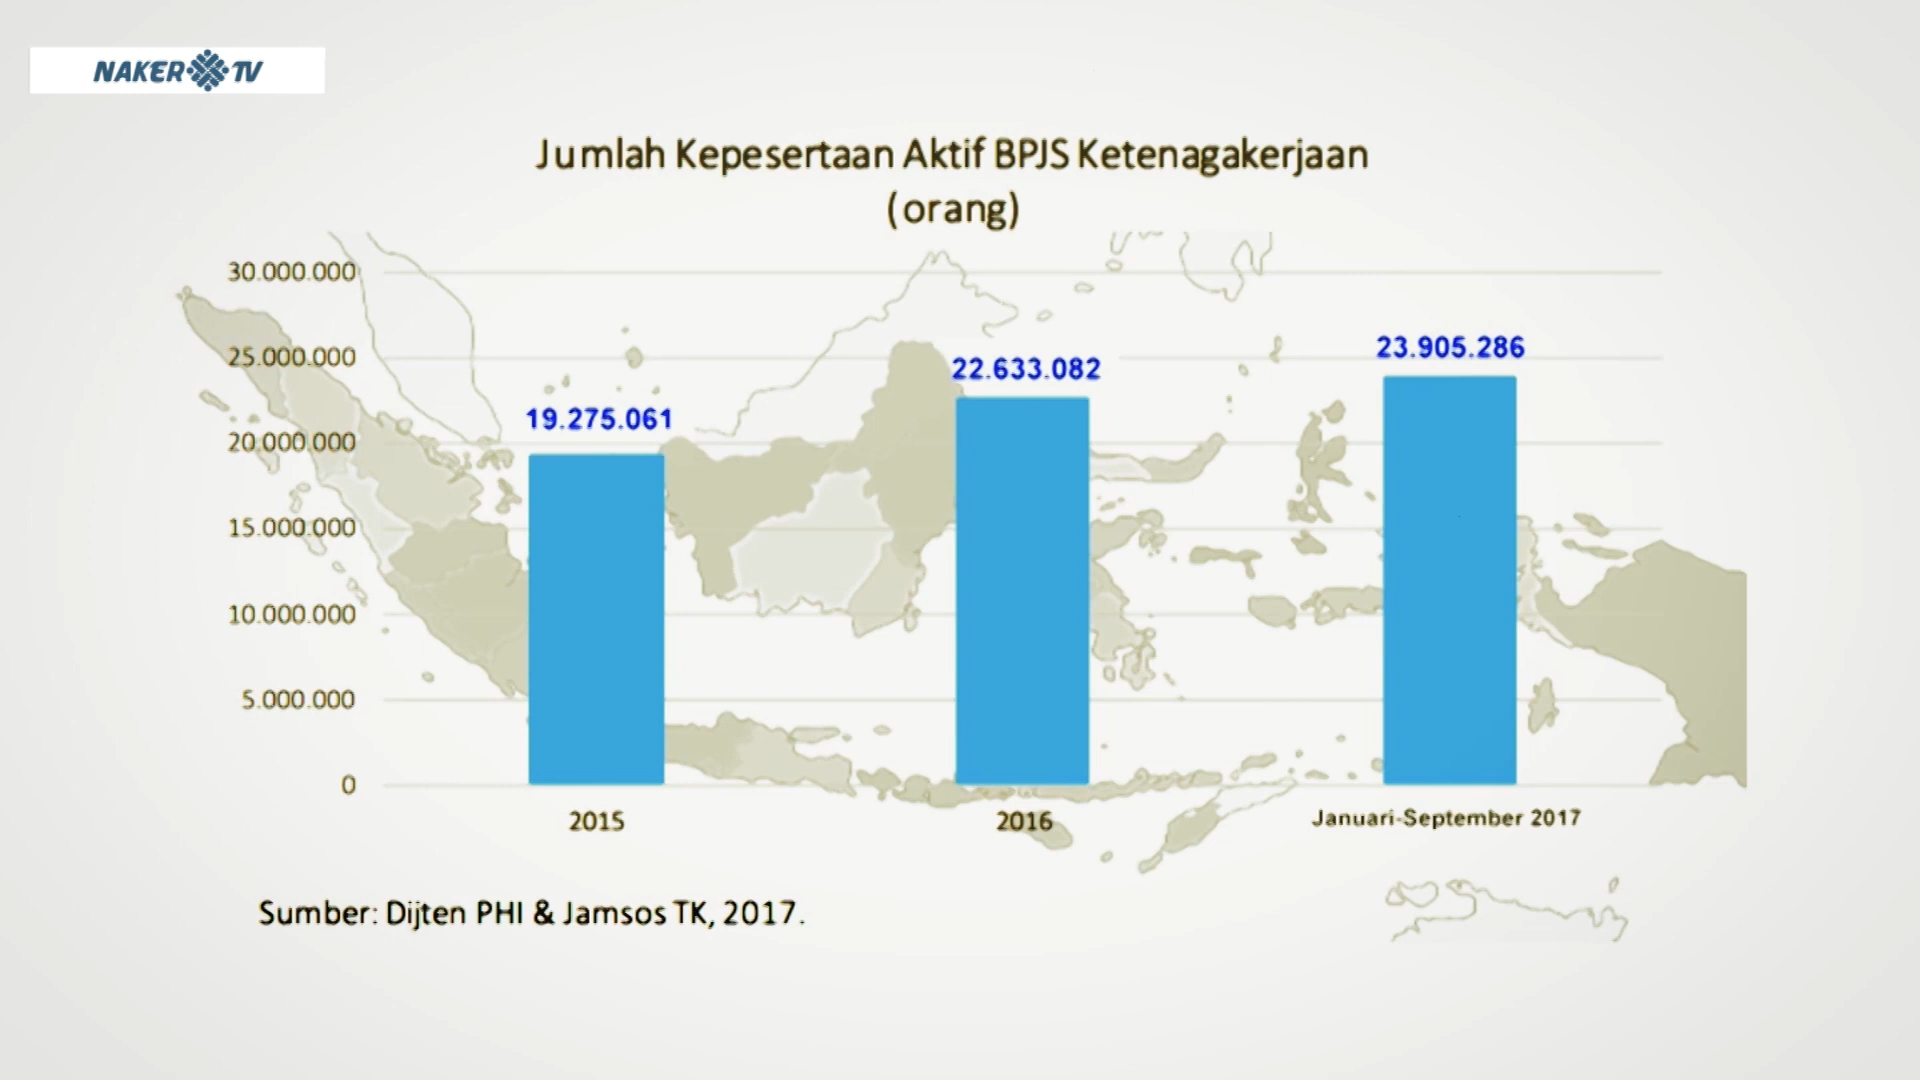 NAKER TV
Jumlah Kepesertaan Aktif BPJS Ketenagakerjaan
(orang)
30.000.000
25.000.000
20.000.000
15.000.000
10.000.000
5.000.000
0
19.275.061
22.633.082
23.905.286
2015
2016
Januari-September 2017
Sumber: Dijten PHI & Jamsos TK, 2017.